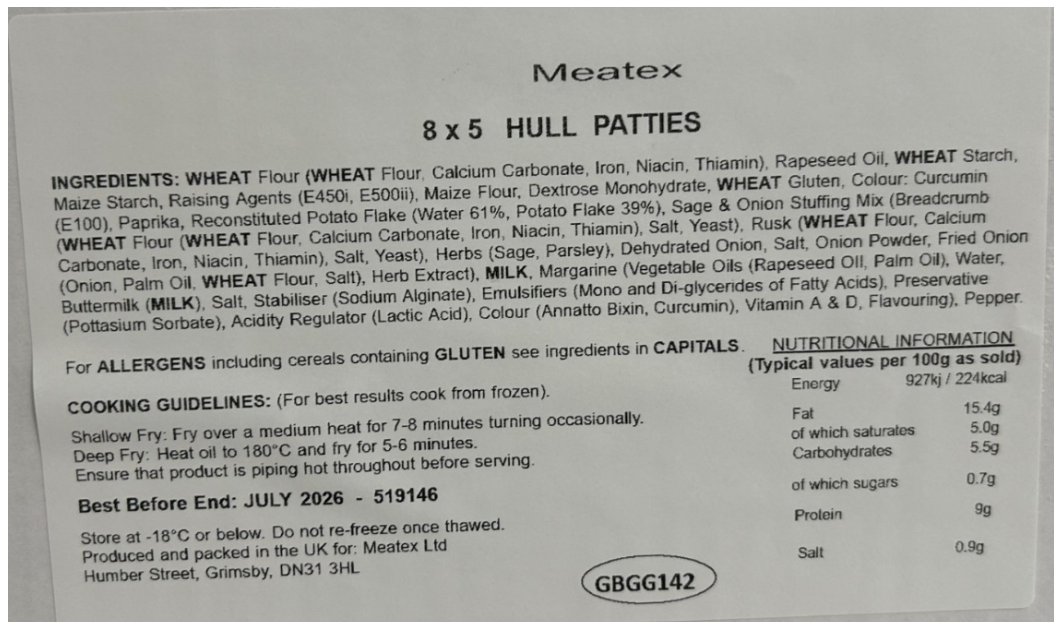 Meatex
8 x 5 HULL PATTIES
INGREDIENTS: WHEAT Flour (WHEAT Flour, Calcium Carbonate, Iron, Niacin, Thiamin), Rapeseed Oil, WHEAT Starch,
Maize Starch, Raising Agents (E450i, E500ii), Maize Flour, Dextrose Monohydrate, WHEAT Gluten, Colour: Curcumin
(E100), Paprika, Reconstituted Potato Flake (Water 61%, Potato Flake 39%), Sage & Onion Stuffing Mix (Breadcrumb
(WHEAT Flour (WHEAT Flour, Calcium Carbonate, Iron, Niacin, Thiamin), Salt, Yeast), Rusk (WHEAT Flour, Calcium
Carbonate, Iron, Niacin, Thiamin), Salt, Yeast), Herbs (Sage, Parsley), Dehydrated Onion, Salt, Onion Powder, Fried Onion
(Onion, Palm Oil, WHEAT Flour, Salt), Herb Extract), MILK, Margarine (Vegetable Oils (Rapeseed OIl, Palm Oil), Water,
Buttermilk (MILK), Salt, Stabiliser (Sodium Alginate), Emulsifiers (Mono and Di-glycerides of Fatty Acids), Preservative
(Pottasium Sorbate), Acidity Regulator (Lactic Acid), Colour (Annatto Bixin, Curcumin), Vitamin A & D, Flavouring), Pepper.
For ALLERGENS including cereals containing GLUTEN see ingredients in CAPITALS.
COOKING GUIDELINES: (For best results cook from frozen).
Shallow Fry: Fry over a medium heat for 7-8 minutes turning occasionally.
Deep Fry: Heat oil to 180°C and fry for 5-6 minutes.
Ensure that product is piping hot throughout before serving.
Best Before End: JULY 2026 - 519146
Store at -18°C or below. Do not re-freeze once thawed.
Produced and packed in the UK for: Meatex Ltd
Humber Street, Grimsby, DN31 3HL
NUTRITIONAL INFORMATION
(Typical values per 100g as sold)
Energy 927kj / 224kcal
Fat 15.4g
of which saturates 5.0g
Carbohydrates 5.5g
of which sugars 0.7g
Protein 9g
Salt 0.9g
GBGG142